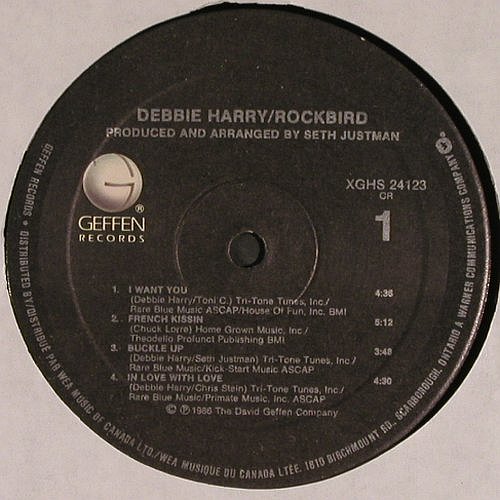 DEBBIE HARRY/ROCKBIRD
PRODUCED AND ARRANGED BY SETH JUSTMAN
G
®
GEFFEN
RECORDS
XGHS 24123
CR
1
1. I WANT YOU
(Debbie Harry/Toni C.) Tri-Tone Tunes, Inc./ 4:35
Rare Blue Music ASCAP/House Of Fun, Inc. BMI
2. FRENCH KISSIN
(Chuck Lorre) Home Grown Music, Inc./ 5:12
Theodello Profunct Publishing BMI
3. BUCKLE UP
(Debbie Harry/Seth Justman) Tri-Tone Tunes, Inc./ 3:48
Rare Blue Music/Kick-Start Music ASCAP
4. IN LOVE WITH LOVE
(Debbie Harry/Chris Stein) Tri-Tone Tunes, Inc./ 4:30
Rare Blue Music/Primate Music, Inc. ASCAP
© ℗ 1986 The David Geffen Company
GEFFEN RECORDS • DISTRIBUTED BY/DISTRIBUE PAR WEA MUSIC OF CANADA LTD./WEA MUSIQUE DU CANADA LTÉE. 1810 BIRCHMOUNT RD., SCARBOROUGH, ONTARIO A WARNER COMMUNICATIONS COMPANY